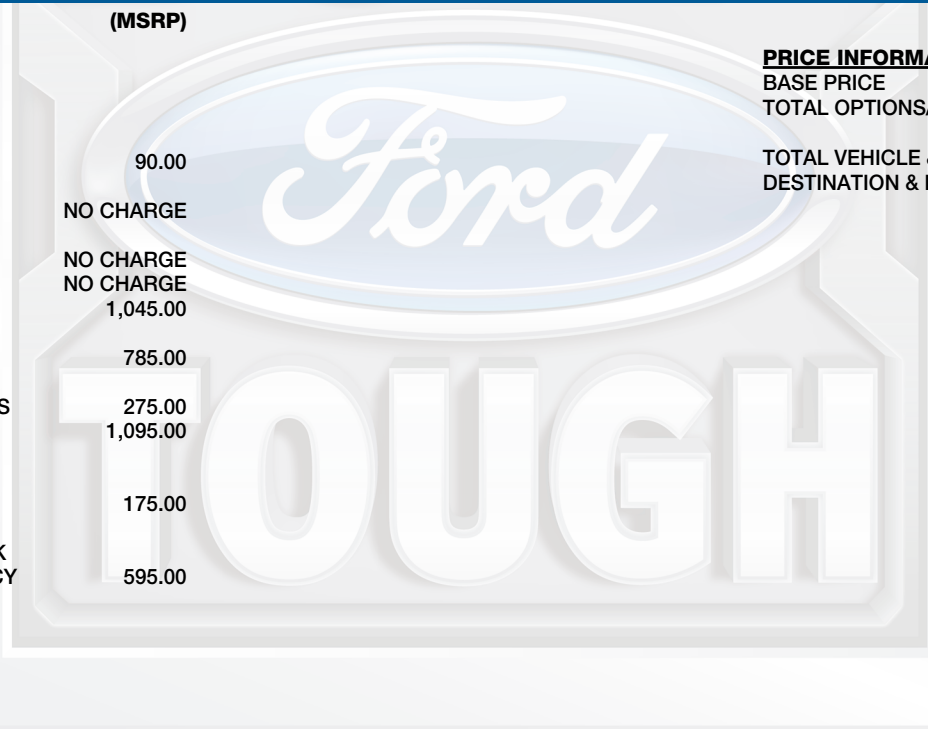 (MSRP)
90.00
NO CHARGE
NO CHARGE
NO CHARGE
1,045.00
785.00
S 275.00
1,095.00
175.00
K
CY 595.00
PRICE INFORMA
BASE PRICE
TOTAL OPTIONS/
TOTAL VEHICLE &
DESTINATION &
Ford
TOUGH